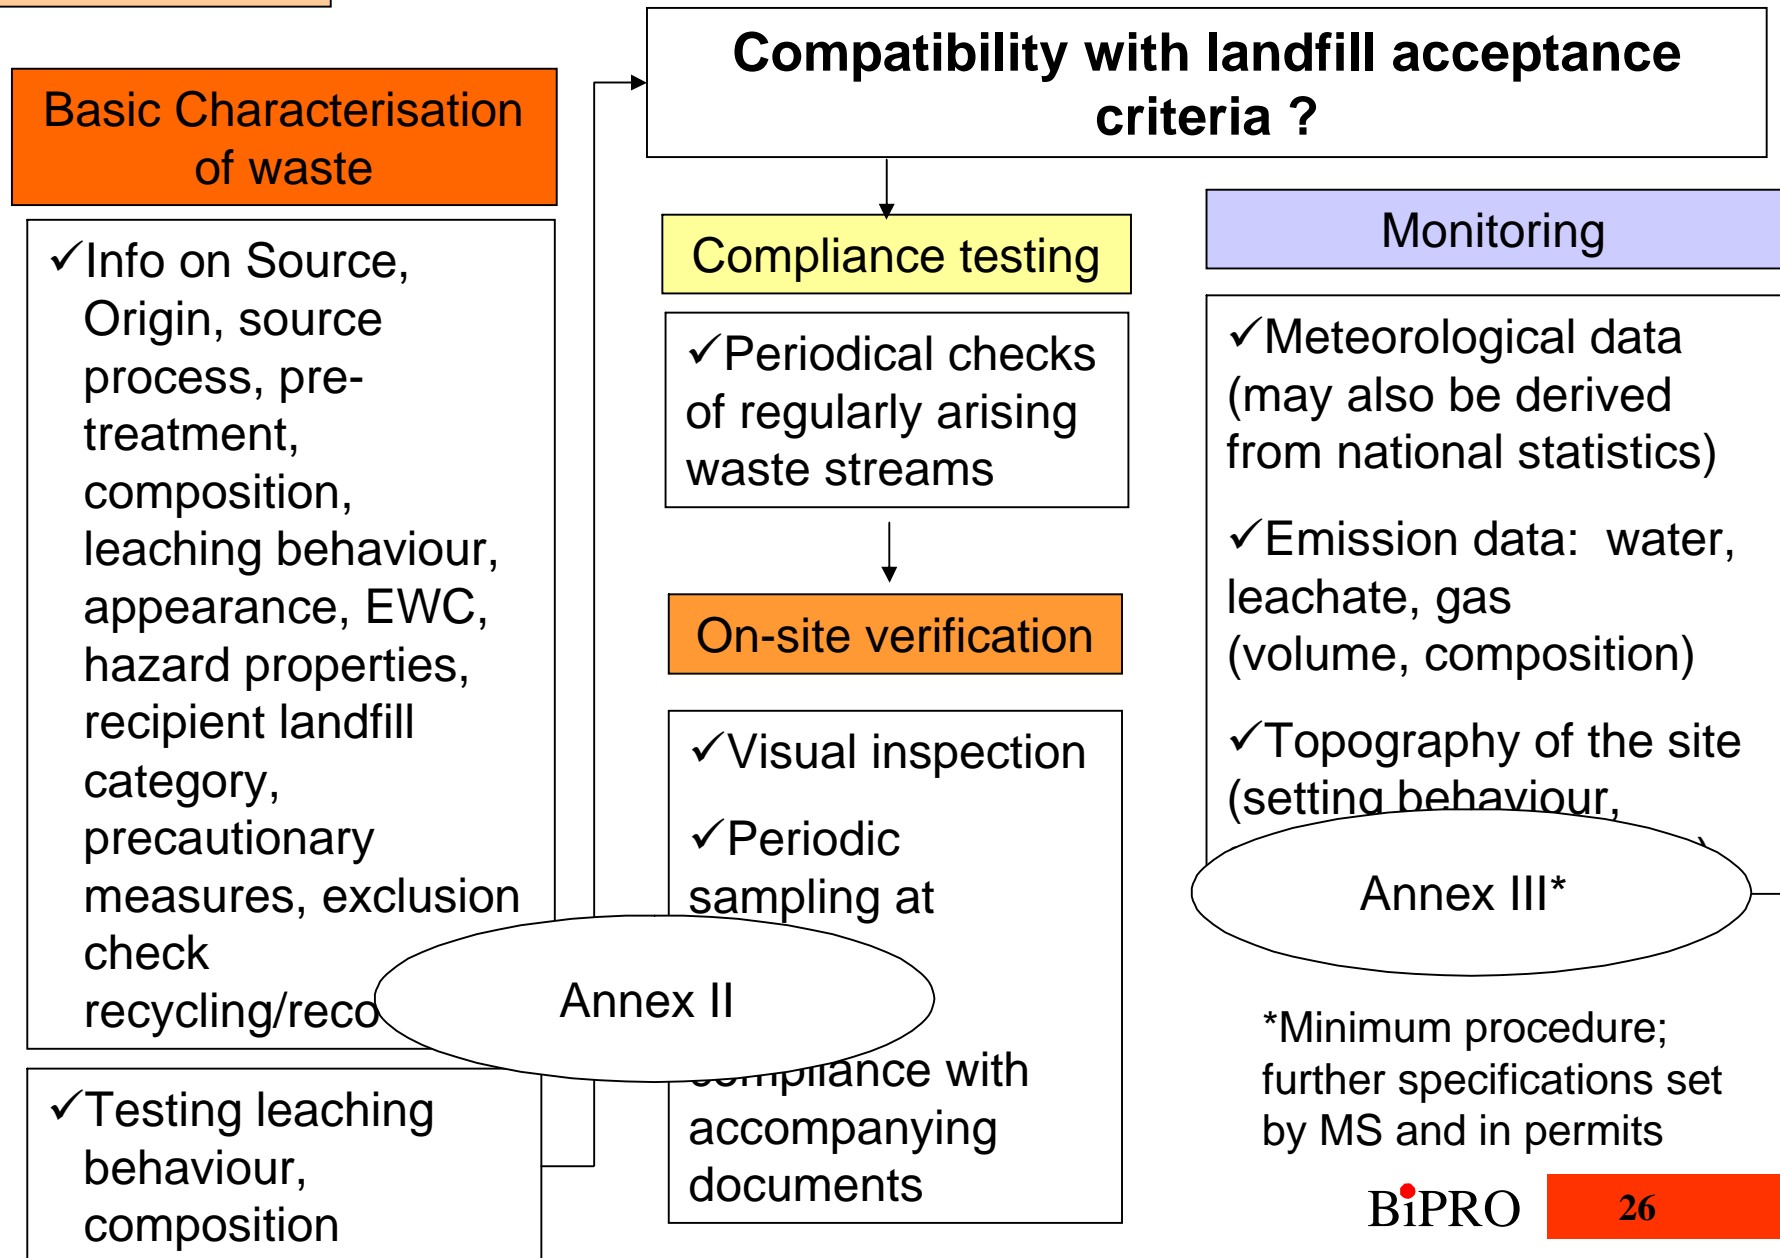 Compatibility with landfill acceptance
criteria ?
Basic Characterisation
of waste
✓Info on Source,
Origin, source
process, pre-
treatment,
composition,
leaching behaviour,
appearance, EWC,
hazard properties,
recipient landfill
category,
precautionary
measures, exclusion
check
recycling/reco
✓Testing leaching
behaviour,
composition
Compliance testing
✓Periodical checks
of regularly arising
waste streams
On-site verification
✓Visual inspection
✓Periodic
sampling at
compliance with
accompanying
documents
Annex II
Monitoring
✓Meteorological data
(may also be derived
from national statistics)
✓Emission data: water,
leachate, gas
(volume, composition)
✓Topography of the site
(setting behaviour,
Annex III*
*Minimum procedure;
further specifications set
by MS and in permits
BiPRO
26